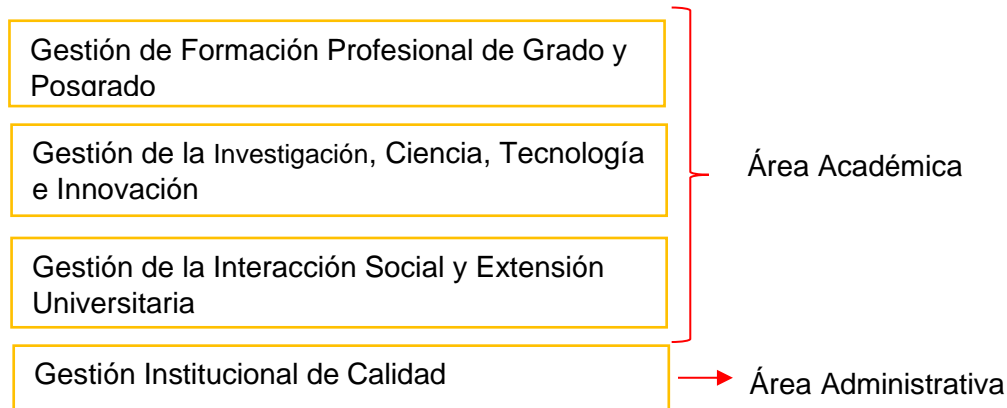 Gestión de Formación Profesional de Grado y
Posgrado
Gestión de la Investigación, Ciencia, Tecnología
e Innovación
Área Académica
Gestión de la Interacción Social y Extensión
Universitaria
Gestión Institucional de Calidad
Área Administrativa